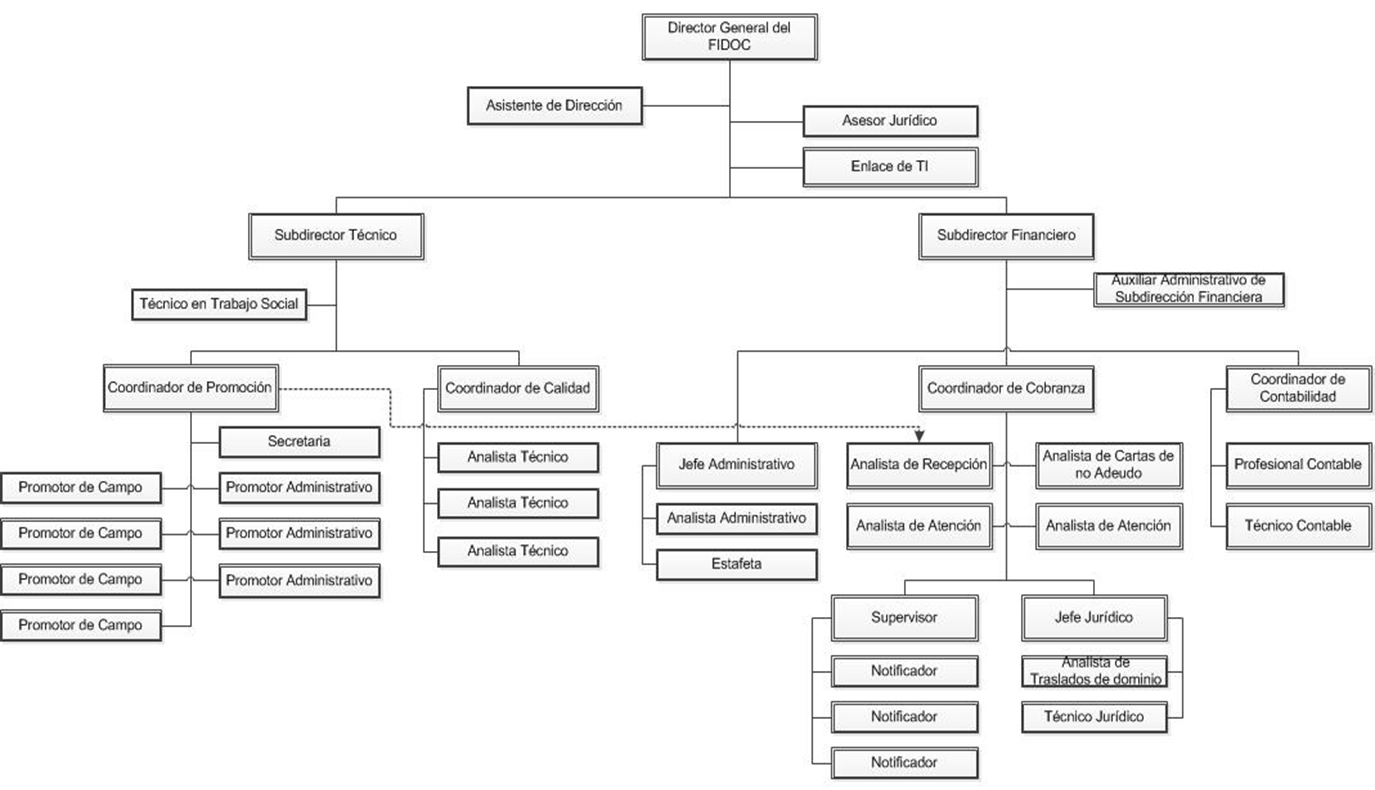 Director General del
FIDOC
Asistente de Dirección
Asesor Jurídico
Enlace de TI
Subdirector Técnico
Subdirector Financiero
Técnico en Trabajo Social
Auxiliar Administrativo de
Subdirección Financiera
Coordinador de Promoción
Coordinador de Calidad
Coordinador de Cobranza
Coordinador de
Contabilidad
Secretaria
Promotor de Campo
Promotor Administrativo
Promotor de Campo
Promotor Administrativo
Promotor de Campo
Promotor Administrativo
Promotor de Campo
Analista Técnico
Analista Técnico
Analista Técnico
Jefe Administrativo
Analista Administrativo
Estafeta
Analista de Recepción
Analista de Cartas de
no Adeudo
Analista de Atención
Analista de Atención
Profesional Contable
Técnico Contable
Supervisor
Notificador
Notificador
Notificador
Jefe Jurídico
Analista de
Traslados de dominio
Técnico Jurídico